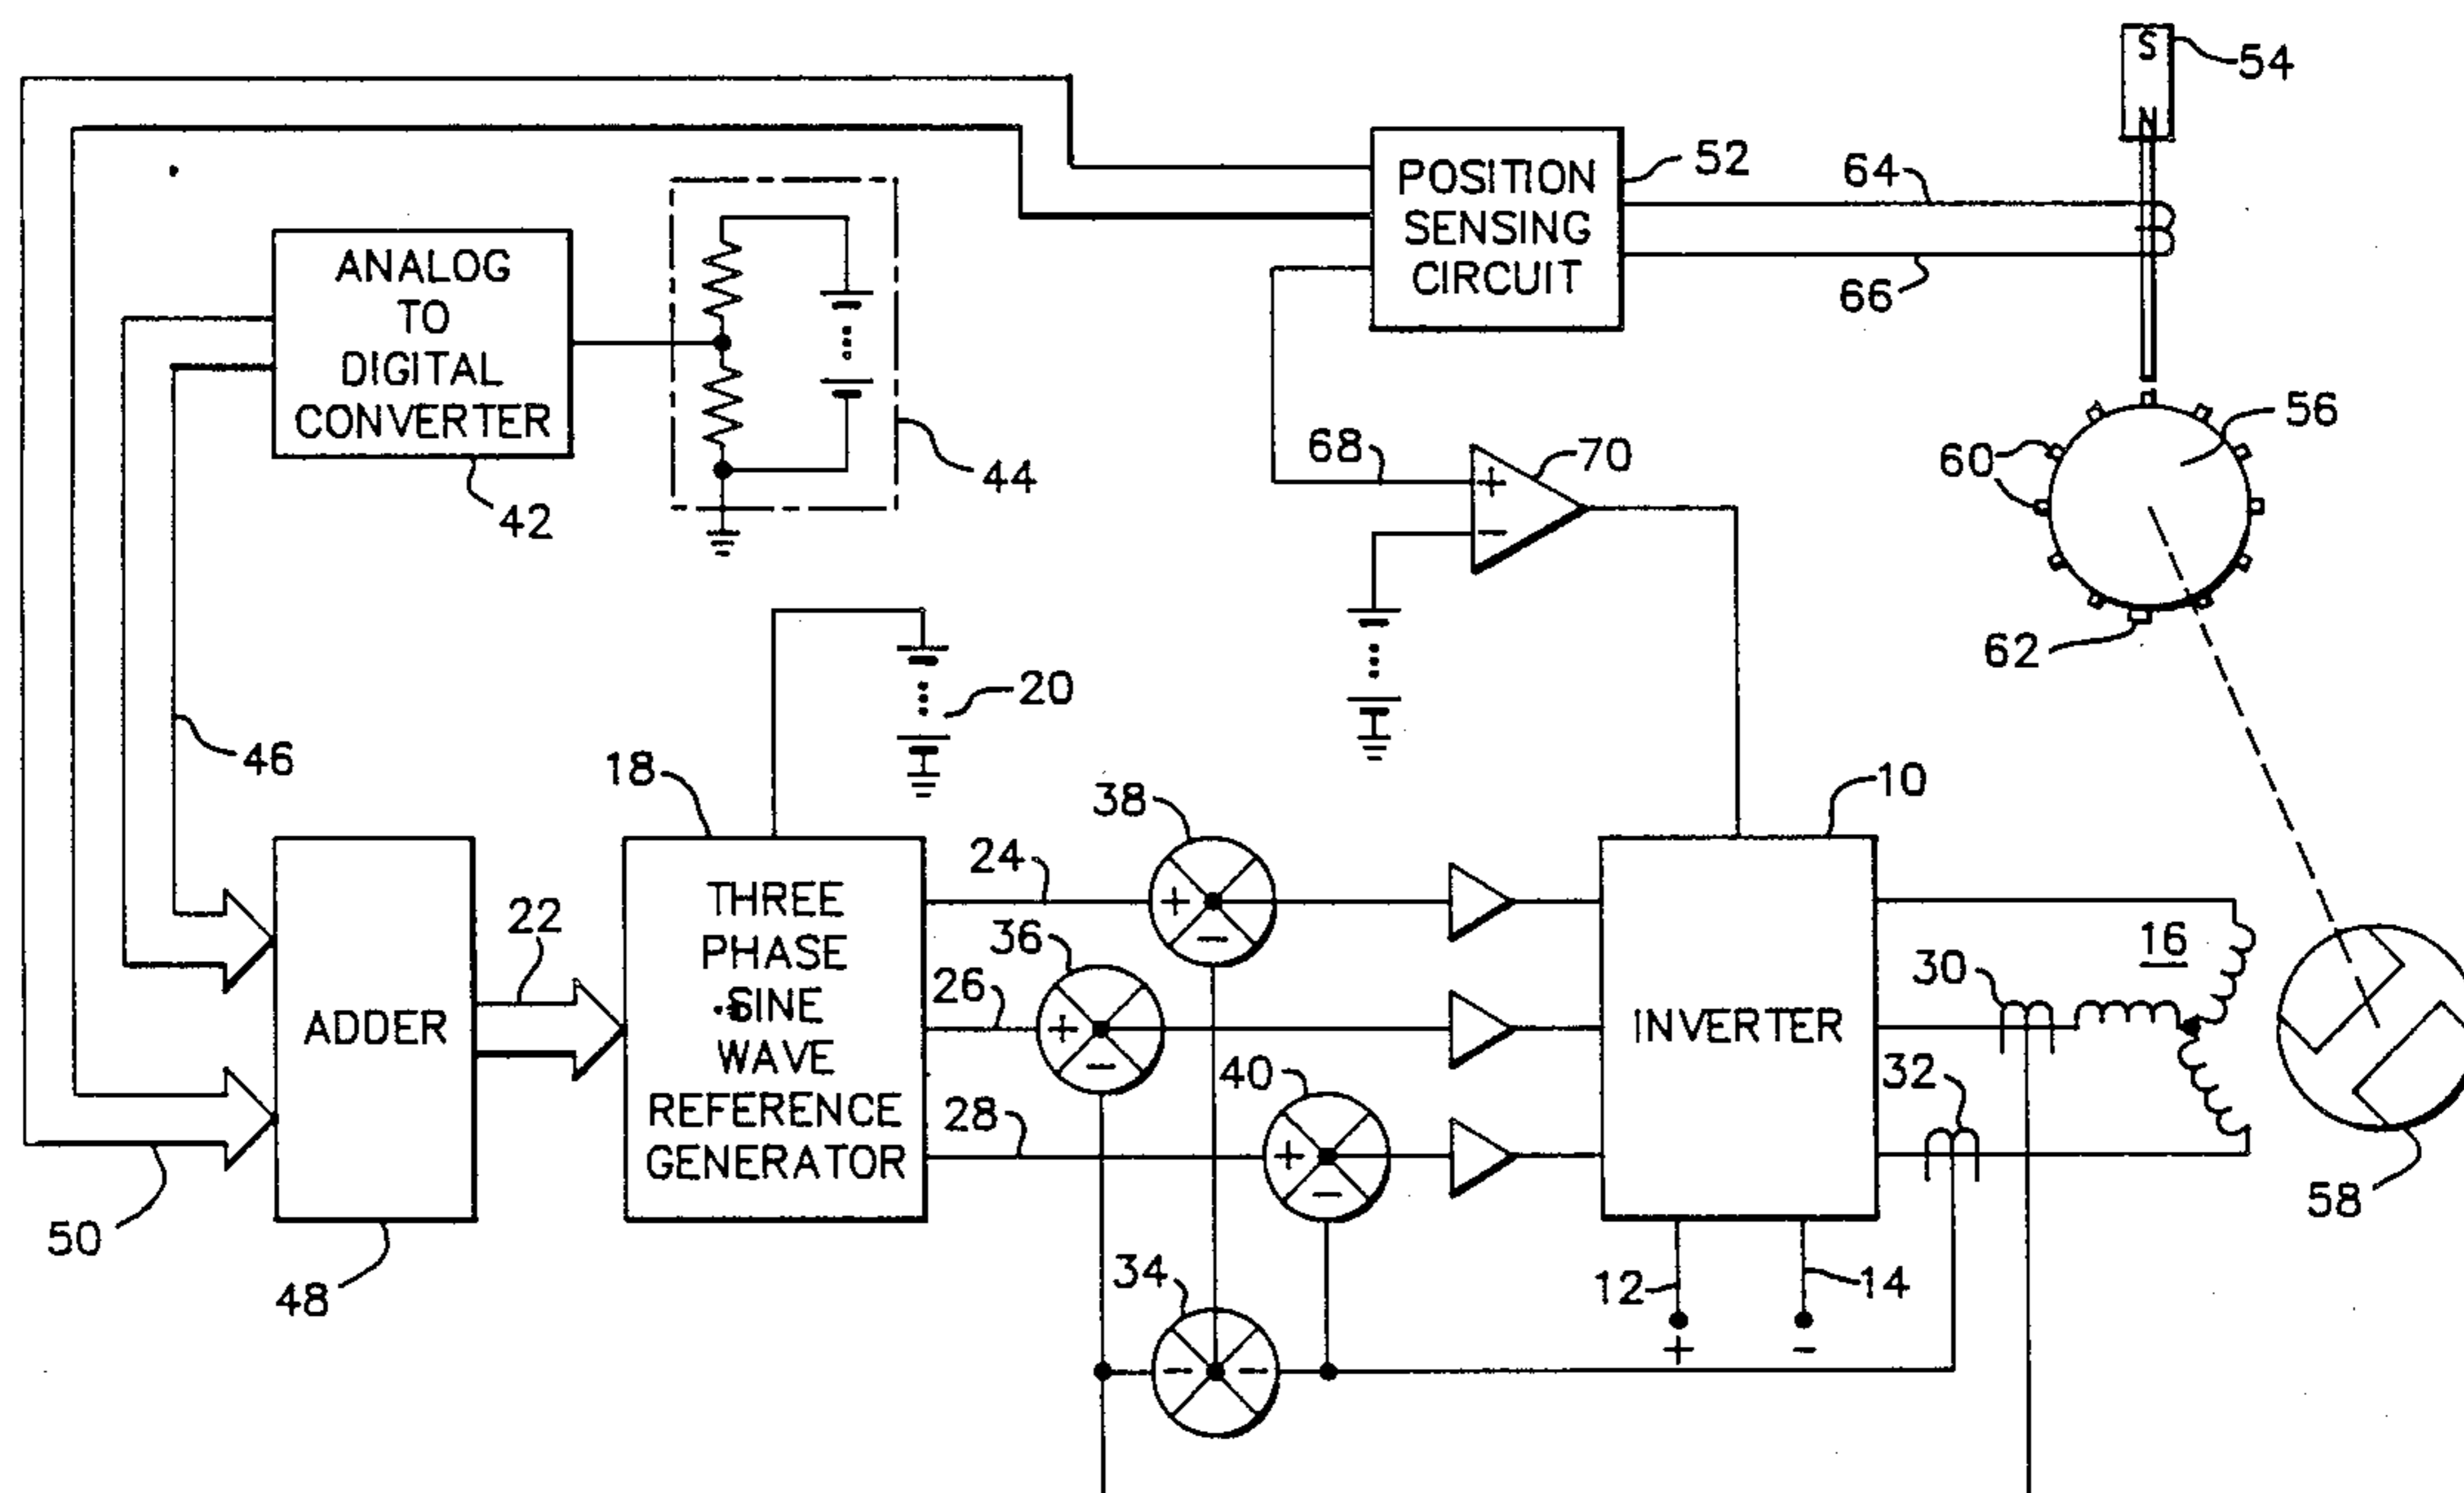 S
54
N
POSITION
SENSING
CIRCUIT
52
64
66
ANALOG
TO
DIGITAL
CONVERTER
42
44
68
+
70
−
56
60
62
46
20
18
38
10
24
+
−
THREE
PHASE
SINE
WAVE
REFERENCE
GENERATOR
22
36
26
+
−
ADDER
INVERTER
16
30
32
40
28
+
−
58
50
48
34
− −
12
14
+ −